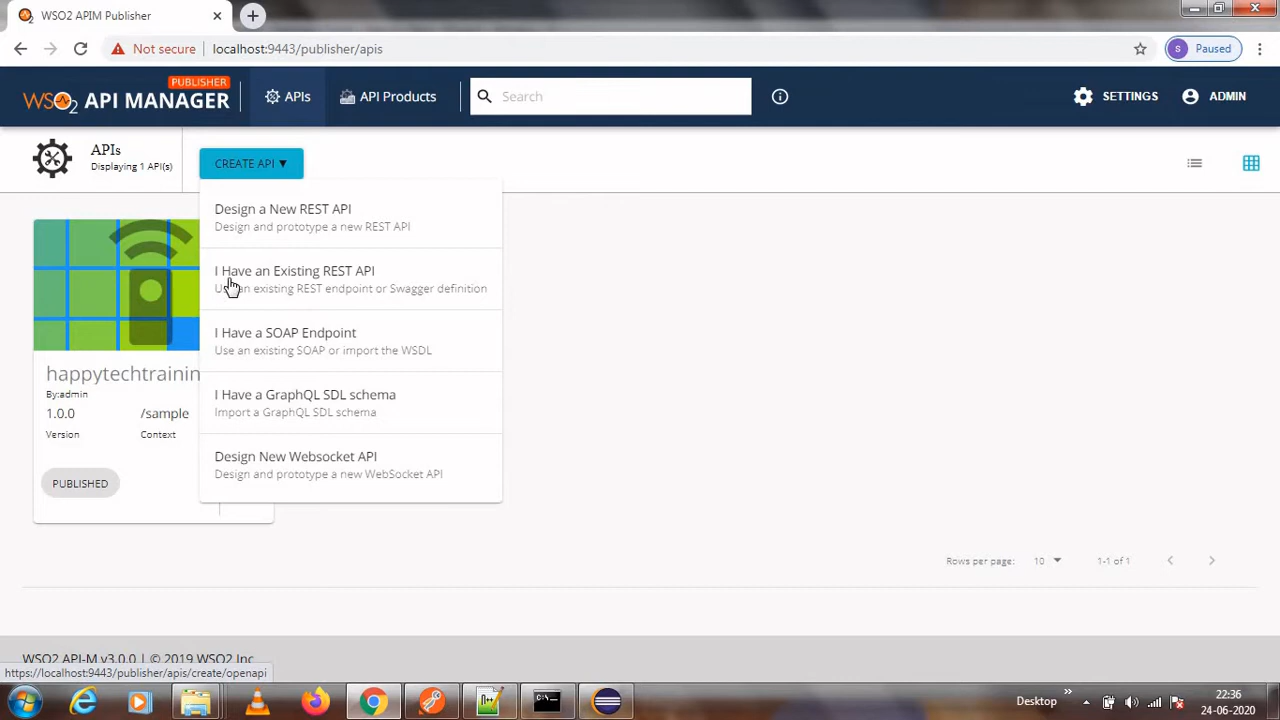 WSO2 APIM Publisher
Not secure
localhost:9443/publisher/apis
S Paused
WSO2 API MANAGER
PUBLISHER
APIs
API Products
Search
SETTINGS
ADMIN
APIs
Displaying 1 API(s)
CREATE API ▼
Design a New REST API
Design and prototype a new REST API
I Have an Existing REST API
Use an existing REST endpoint or Swagger definition
I Have a SOAP Endpoint
Use an existing SOAP or import the WSDL
I Have a GraphQL SDL schema
Import a GraphQL SDL schema
Design New Websocket API
Design and prototype a new WebSocket API
happytechtrainin
By:admin
1.0.0
/sample
Version
Context
PUBLISHED
Rows per page: 10
1-1 of 1
WSO2 API-M v3.0.0 | © 2019 WSO2 Inc
https://localhost:9443/publisher/apis/create/openapi
Desktop
22:36
24-06-2020